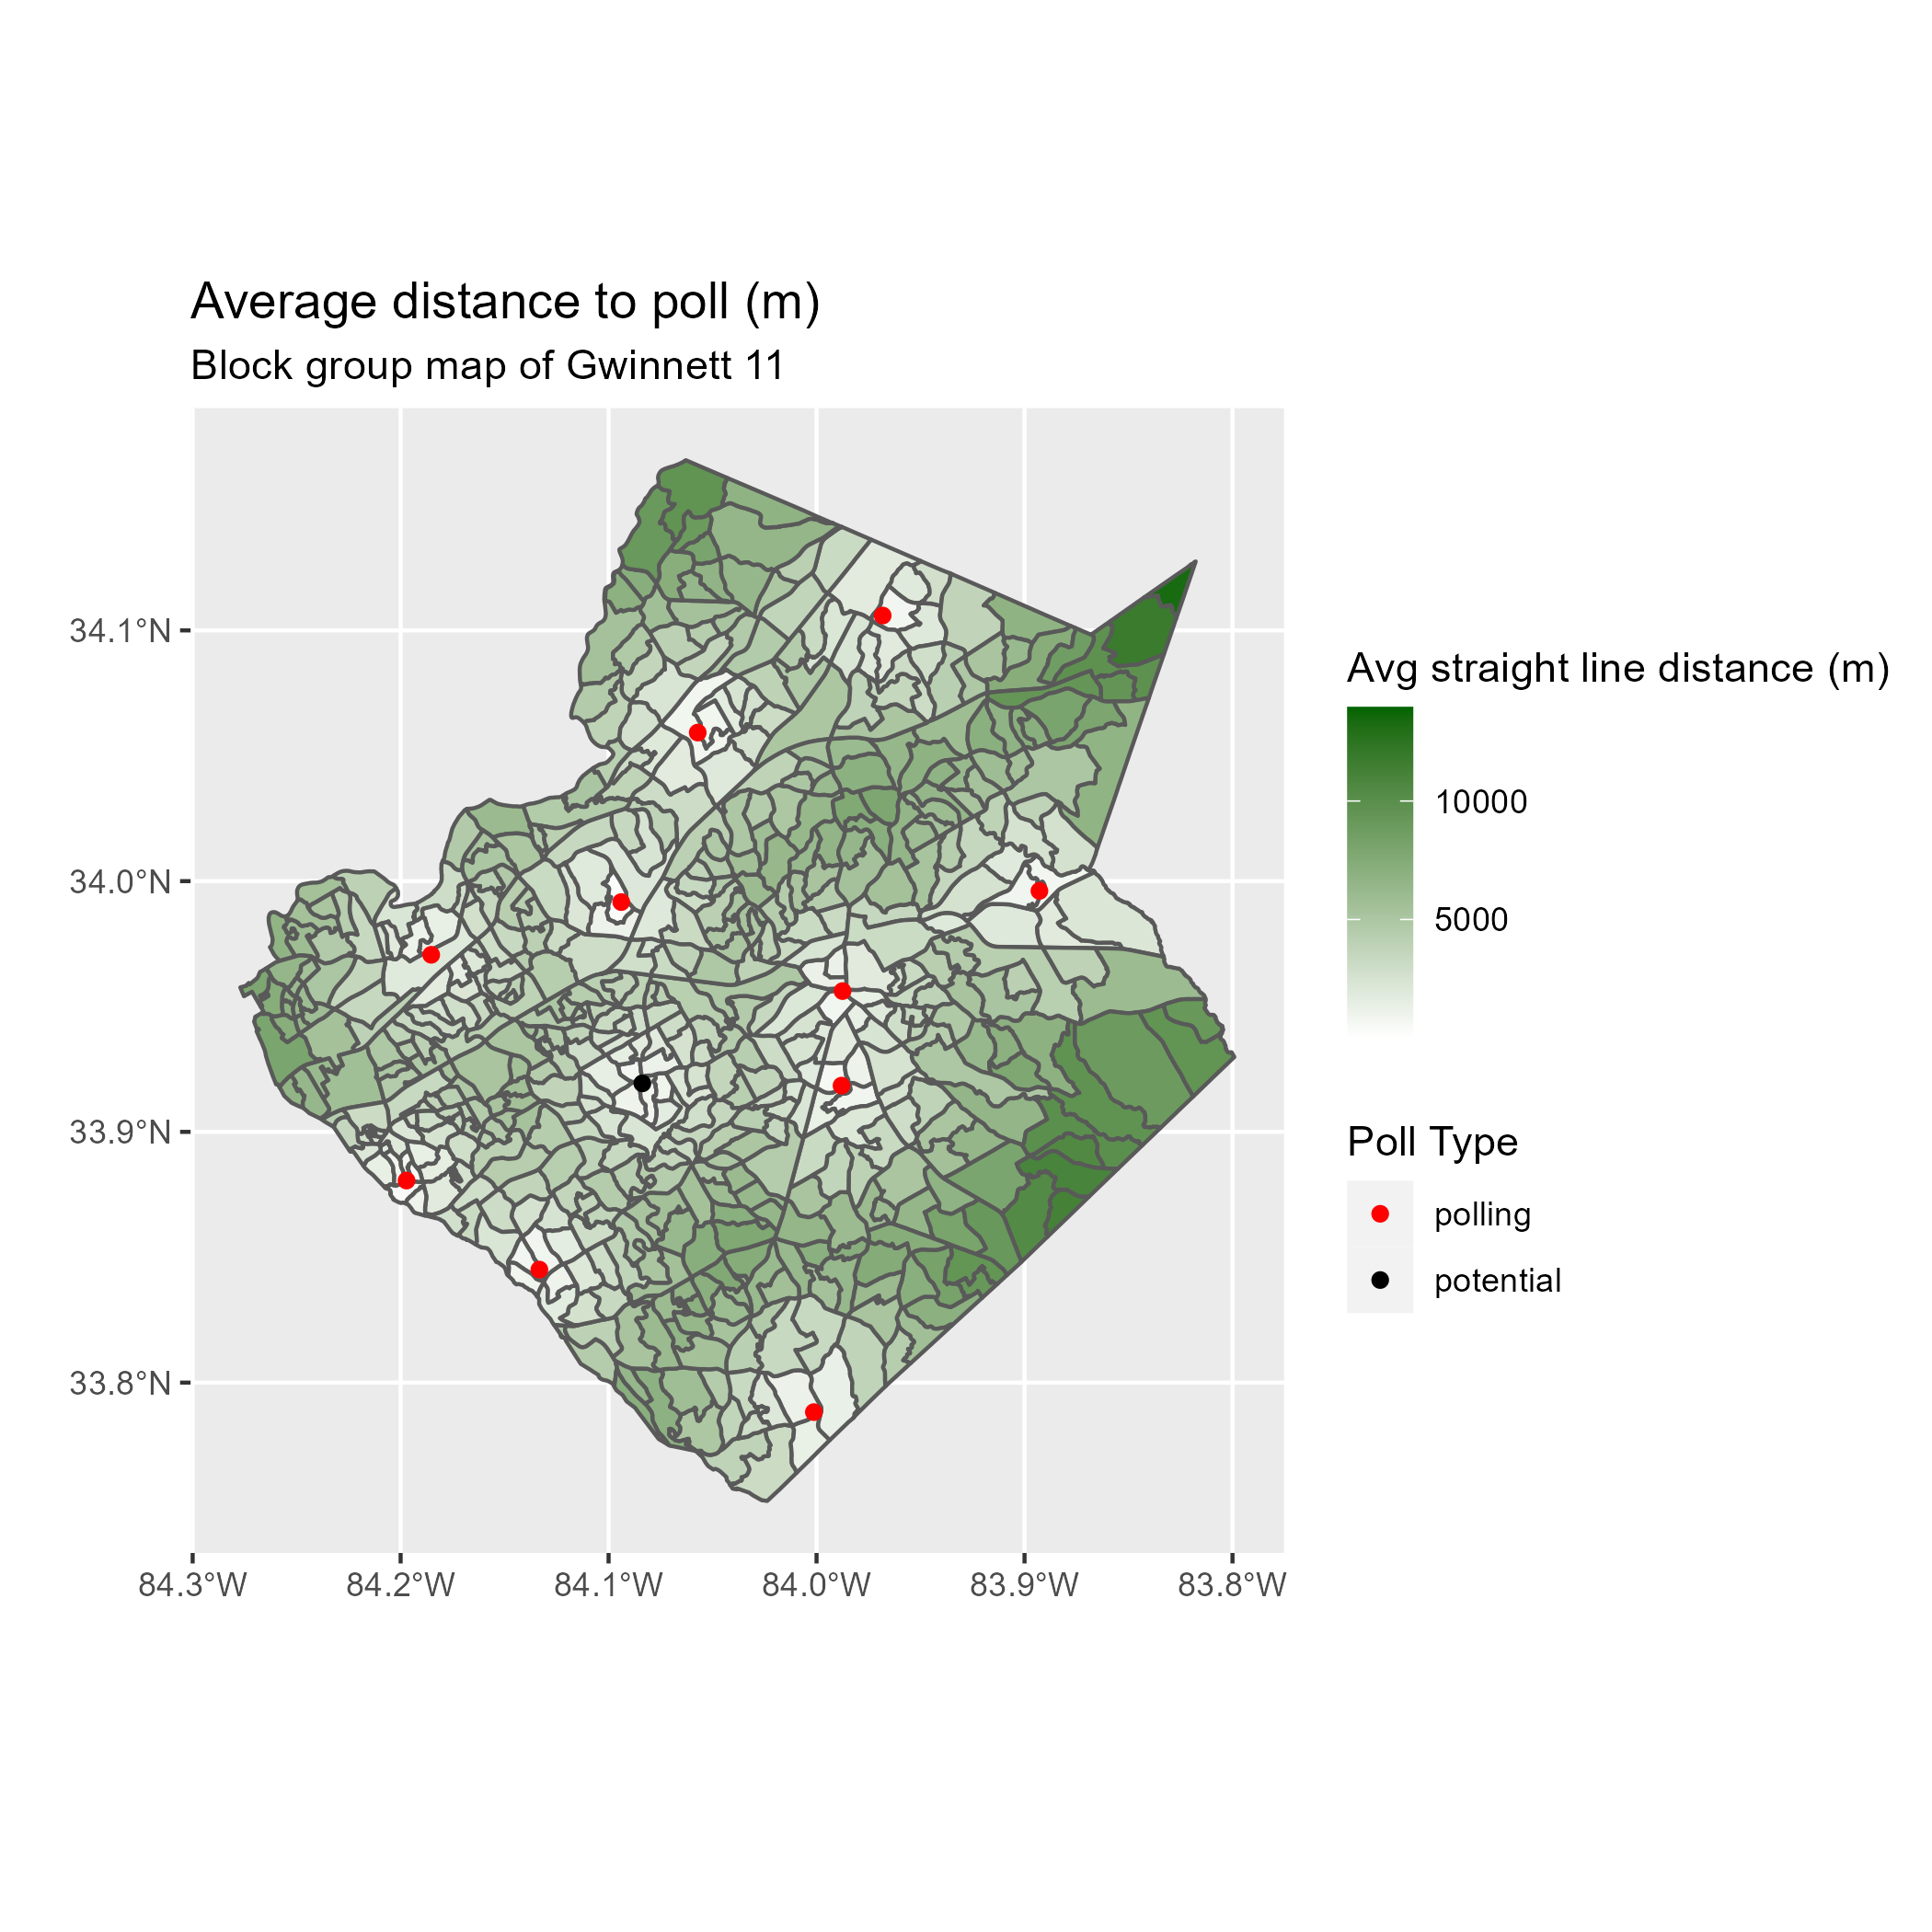 Average distance to poll (m)
Block group map of Gwinnett 11
34.1°N
34.0°N
33.9°N
33.8°N
84.3°W
84.2°W
84.1°W
84.0°W
83.9°W
83.8°W
Avg straight line distance (m)
10000
5000
Poll Type
polling
potential